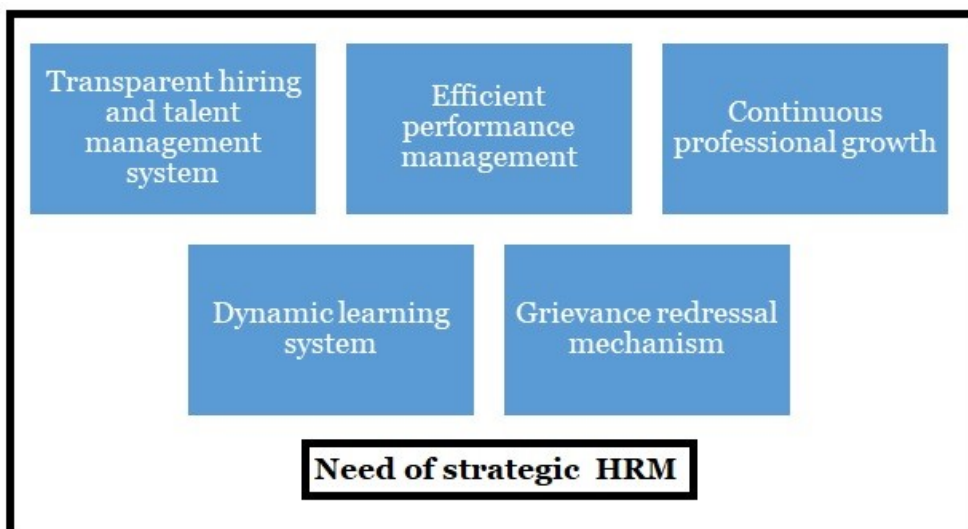 Transparent hiring
and talent
management
system
Efficient
performance
management
Continuous
professional growth
Dynamic learning
system
Grievance redressal
mechanism
Need of strategic HRM